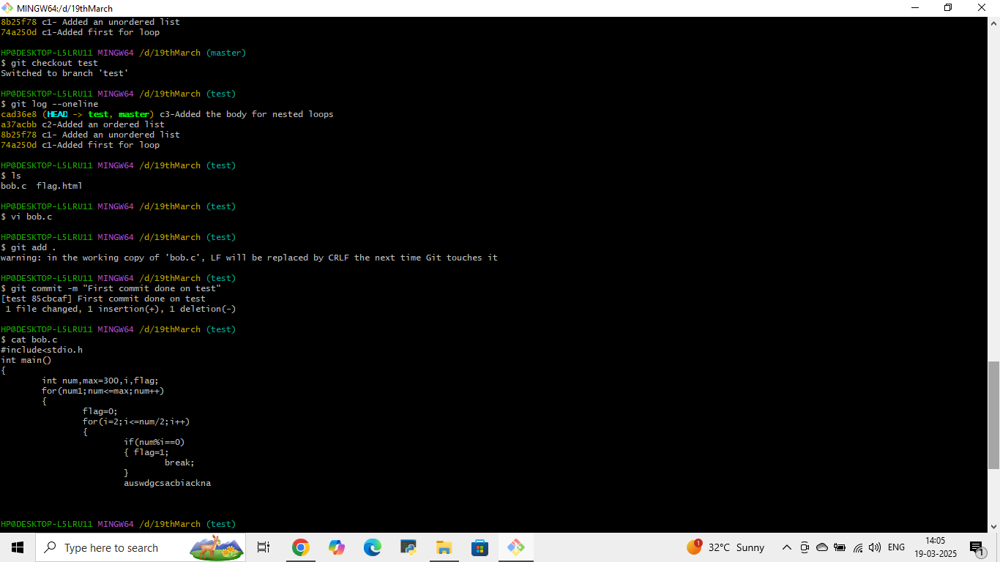 MINGW64:/d/19thMarch
8b25f78 c1- Added an unordered list
74a250d c1-Added first for loop
HP@DESKTOP-L5LRU11 MINGW64 /d/19thMarch (master)
$ git checkout test
Switched to branch 'test'
HP@DESKTOP-L5LRU11 MINGW64 /d/19thMarch (test)
$ git log --oneline
cad36e8 (HEAD -> test, master) c3-Added the body for nested loops
a37acbb c2-Added an ordered list
8b25f78 c1- Added an unordered list
74a250d c1-Added first for loop
HP@DESKTOP-L5LRU11 MINGW64 /d/19thMarch (test)
$ ls
bob.c  flag.html
HP@DESKTOP-L5LRU11 MINGW64 /d/19thMarch (test)
$ vi bob.c
HP@DESKTOP-L5LRU11 MINGW64 /d/19thMarch (test)
$ git add .
warning: in the working copy of 'bob.c', LF will be replaced by CRLF the next time Git touches it
HP@DESKTOP-L5LRU11 MINGW64 /d/19thMarch (test)
$ git commit -m "First commit done on test"
[test 85cbcaf] First commit done on test
 1 file changed, 1 insertion(+), 1 deletion(-)
HP@DESKTOP-L5LRU11 MINGW64 /d/19thMarch (test)
$ cat bob.c
#include<stdio.h
int main()
{
        int num,max=300,i,flag;
        for(num1;num<=max;num++)
        {
                flag=0;
                for(i=2;i<=num/2;i++)
                {
                        if(num%i==0)
                        { flag=1;
                                break;
                        }
                        auswdgcsacbiackna
HP@DESKTOP-L5LRU11 MINGW64 /d/19thMarch (test)
Type here to search
1
32°C Sunny
ENG
14:05
19-03-2025
1